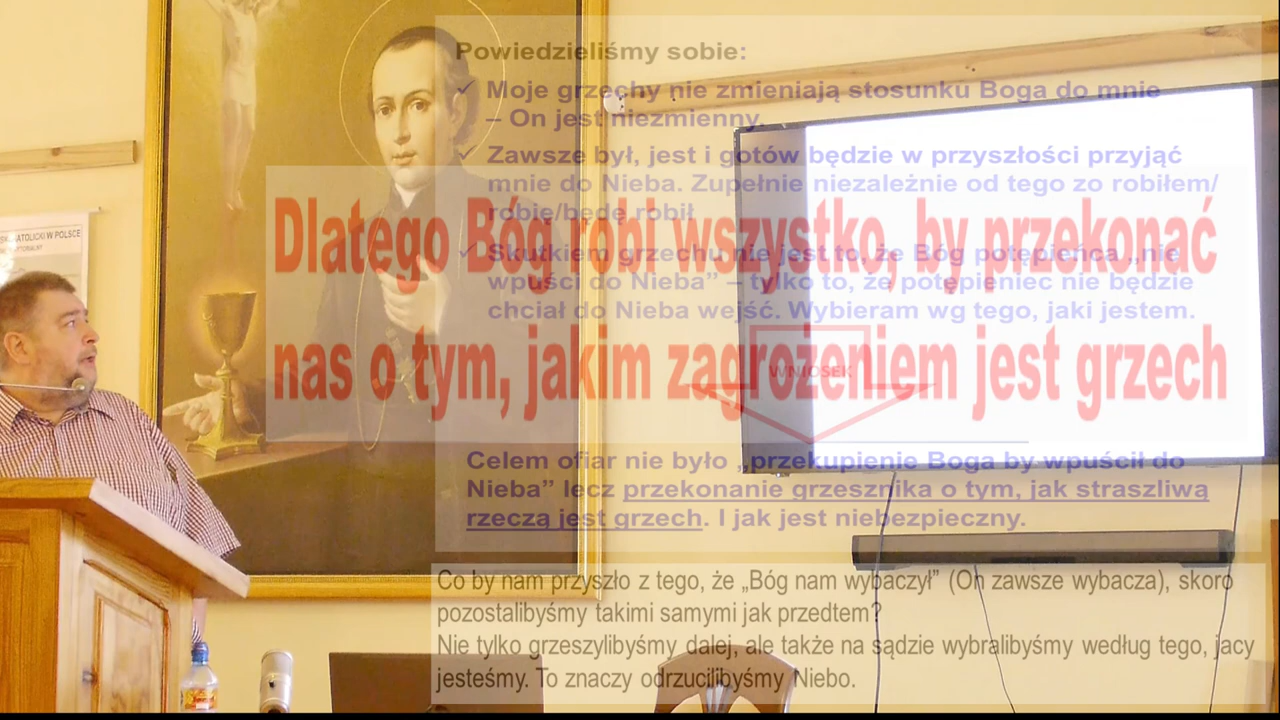 ATOLICKI W POLSCE
Powiedzieliśmy sobie:
✓ Moje grzechy nie zmieniają stosunku Boga do mnie
– On jest niezmienny.
✓ Zawsze był, jest i gotów będzie w przyszłości przyjąć
mnie do Nieba. Zupełnie niezależnie od tego zo robiłem/
robię/będę robił
✓ Skutkiem grzechu nie jest to, że Bóg potępieńca „nie
wpuści do Nieba” – tylko to, że potępieniec nie będzie
chciał do Nieba wejść. Wybieram wg tego, jaki jestem.
Dlatego Bóg robi wszystko, by przekonać
nas o tym, jakim zagrożeniem jest grzech
WNIOSEK
Celem ofiar nie było „przekupienie Boga by wpuścił do
Nieba” lecz przekonanie grzesznika o tym, jak straszliwą
rzeczą jest grzech. I jak jest niebezpieczny.
Co by nam przyszło z tego, że „Bóg nam wybaczył” (On zawsze wybacza), skoro
pozostalibyśmy takimi samymi jak przedtem?
Nie tylko grzeszylibyśmy dalej, ale także na sądzie wybralibyśmy według tego, jacy
jesteśmy. To znaczy odrzucilibyśmy Niebo.